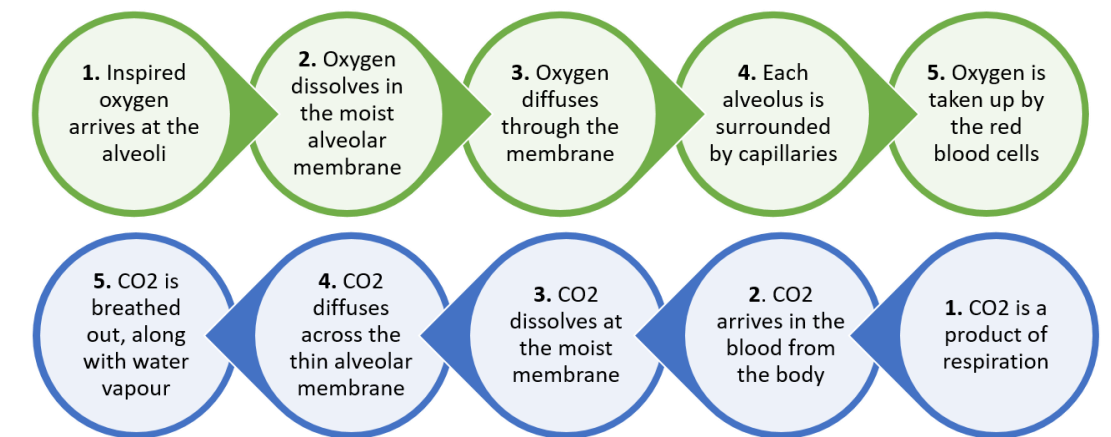 1. Inspired
oxygen
arrives at the
alveoli
2. Oxygen
dissolves in
the moist
alveolar
membrane
3. Oxygen
diffuses
through the
membrane
4. Each
alveolus is
surrounded
by capillaries
5. Oxygen is
taken up by
the red
blood cells
5. CO2 is
breathed
out, along
with water
vapour
4. CO2
diffuses
across the
thin alveolar
membrane
3. CO2
dissolves at
the moist
membrane
2. CO2
arrives in the
blood from
the body
1. CO2 is a
product of
respiration